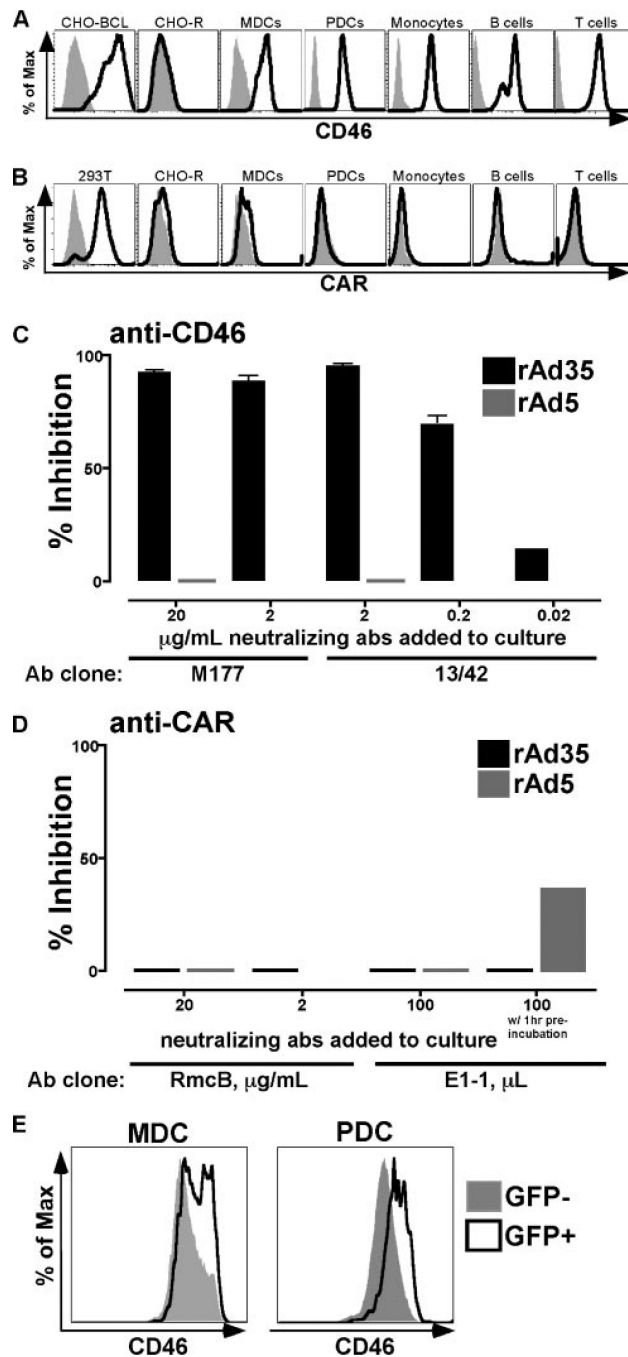 A
CHO-BCL CHO-R MDCs PDCs Monocytes B cells T cells
% of Max
CD46
B
293T CHO-R MDCs PDCs Monocytes B cells T cells
% of Max
CAR
C anti-CD46
100
50
0
% Inhibition
rAd35
rAd5
20 2 2 0.2 0.02
μg/mL neutralizing abs added to culture
Ab clone: M177 13/42
D anti-CAR
100
50
0
% Inhibition
rAd35
rAd5
20 2 100 100
w/ 1hr pre-
incubation
neutralizing abs added to culture
Ab clone: RmcB, μg/mL E1-1, μL
E
MDC PDC
% of Max
GFP-
GFP+
CD46 CD46